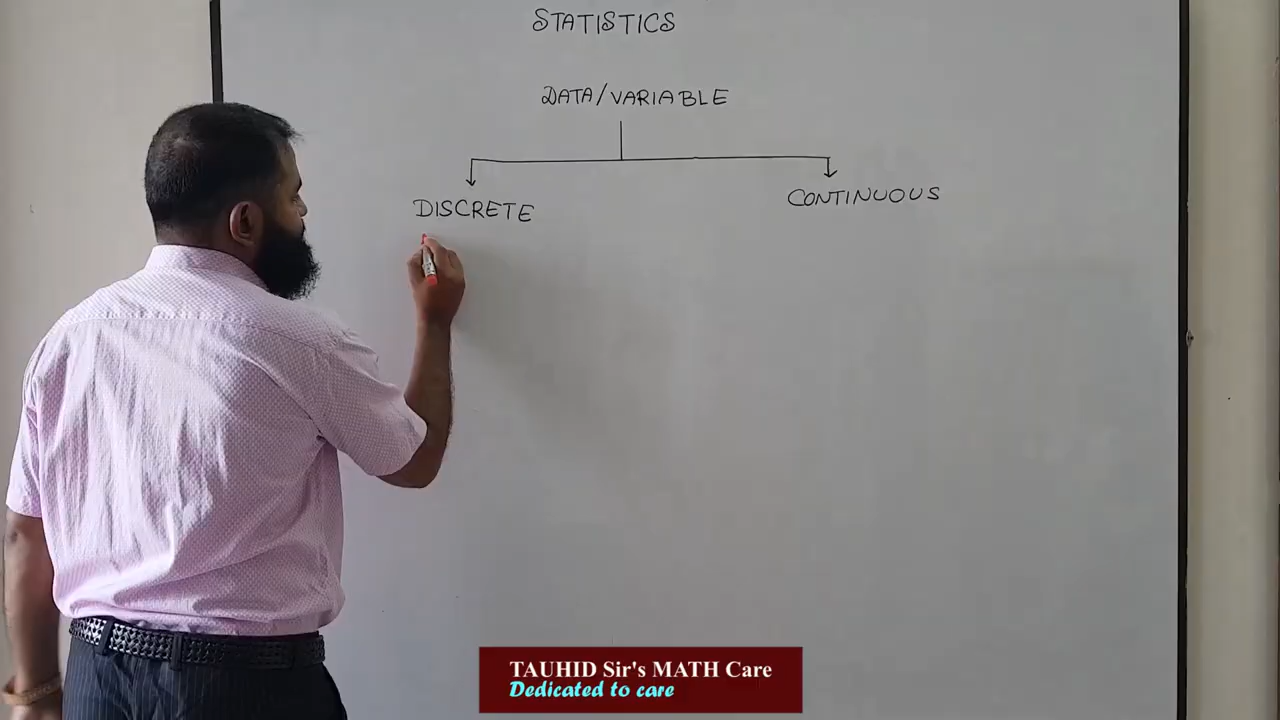 STATISTICS
DATA/VARIABLE
DISCRETE
CONTINUOUS
TAUHID Sir's MATH Care
Dedicated to care